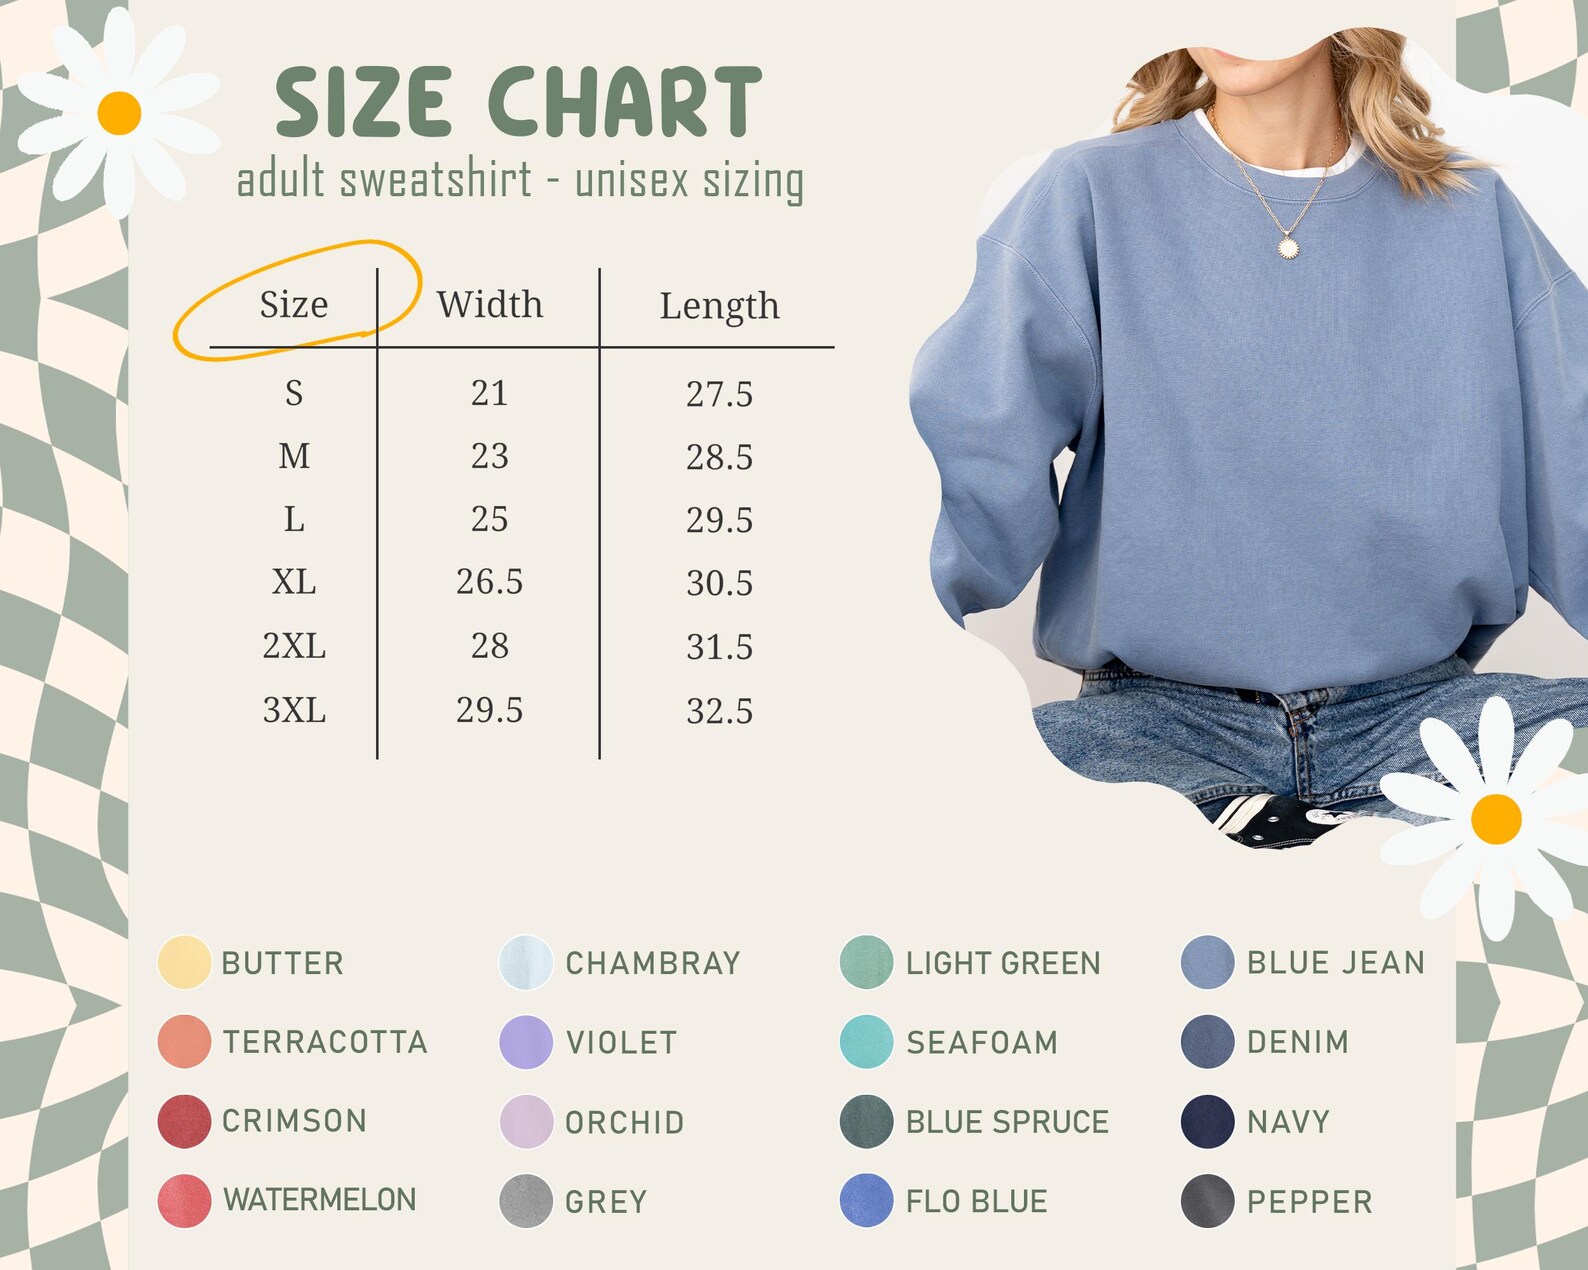 SIZE CHART
adult sweatshirt - unisex sizing
Size Width Length
S 21 27.5
M 23 28.5
L 25 29.5
XL 26.5 30.5
2XL 28 31.5
3XL 29.5 32.5
BUTTER CHAMBRAY LIGHT GREEN BLUE JEAN
TERRACOTTA VIOLET SEAFOAM DENIM
CRIMSON ORCHID BLUE SPRUCE NAVY
WATERMELON GREY FLO BLUE PEPPER